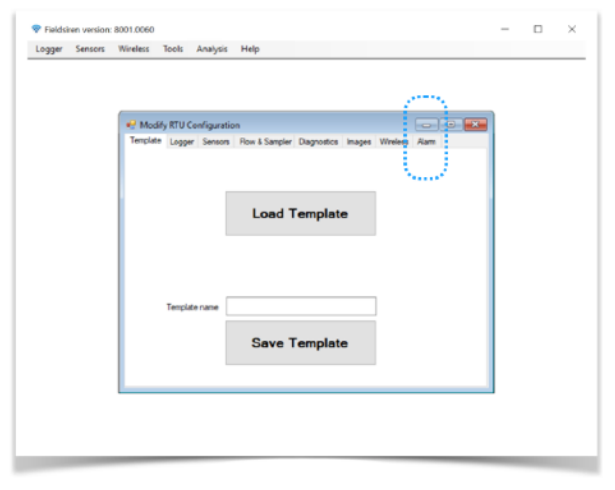 Fieldsiren version: 8001.0060
Logger Sensors Wireless Tools Analysis Help
Modify RTU Configuration
Template Logger Sensors Flow & Sampler Diagnostics Images Wireless Alarm
Load Template
Template name
Save Template